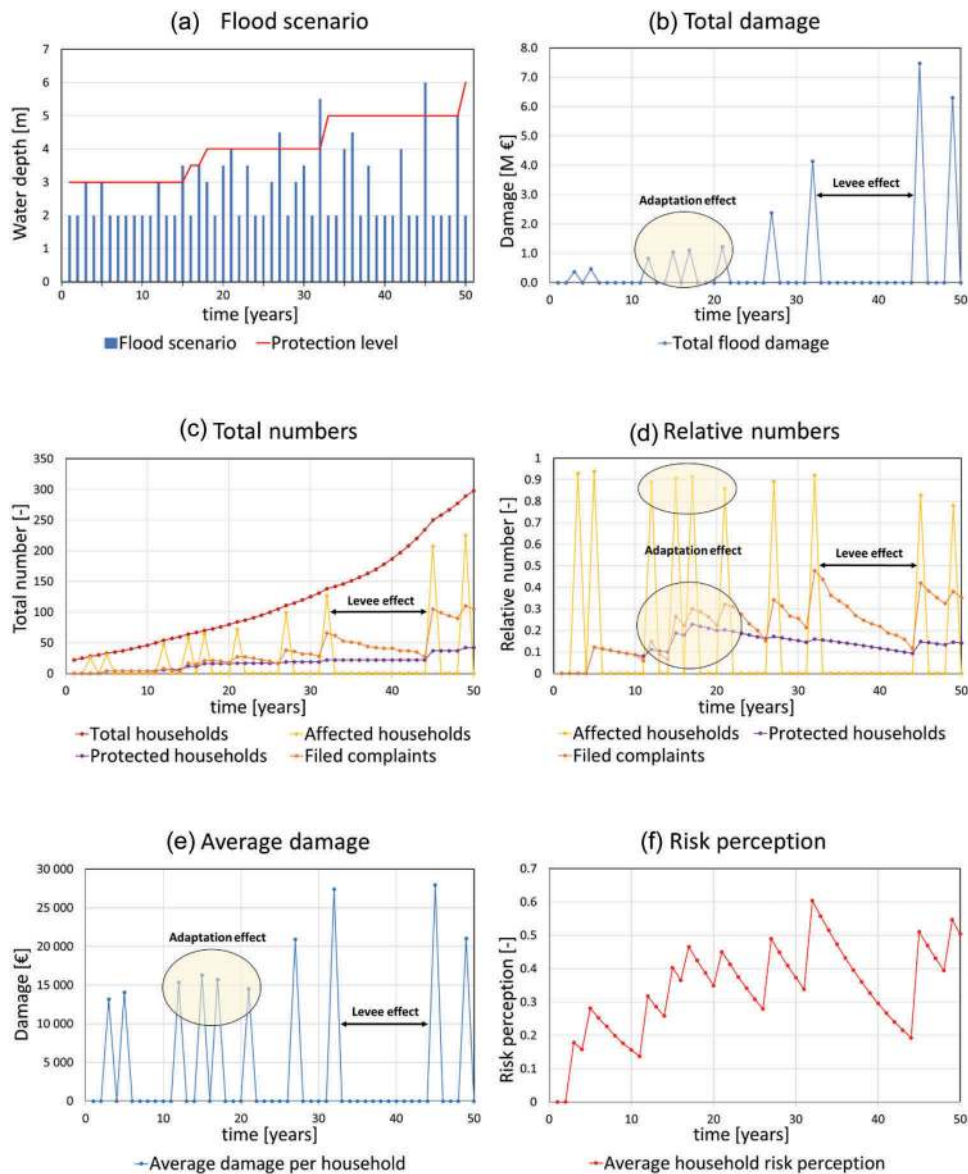 (a) Flood scenario
7
6
5
4
3
2
1
0
Water depth [m]
0 10 20 30 40 50
time [years]
Flood scenario Protection level
(b) Total damage
8.0
7.0
6.0
5.0
4.0
3.0
2.0
1.0
0.0
Damage [M €]
Adaptation effect
Levee effect
0 10 20 30 40 50
time [years]
Total flood damage
(c) Total numbers
350
300
250
200
150
100
50
0
Total number [-]
Levee effect
0 10 20 30 40 50
time [years]
Total households Affected households
Protected households Filed complaints
(d) Relative numbers
1
0.9
0.8
0.7
0.6
0.5
0.4
0.3
0.2
0.1
0
Relative number [-]
Adaptation effect
Levee effect
0 10 20 30 40 50
time [years]
Affected households Protected households
Filed complaints
(e) Average damage
30 000
25 000
20 000
15 000
10 000
5 000
0
Damage [€]
Adaptation effect
Levee effect
0 10 20 30 40 50
time [years]
Average damage per household
(f) Risk perception
0.7
0.6
0.5
0.4
0.3
0.2
0.1
0
Risk perception [-]
0 10 20 30 40 50
time [years]
Average household risk perception